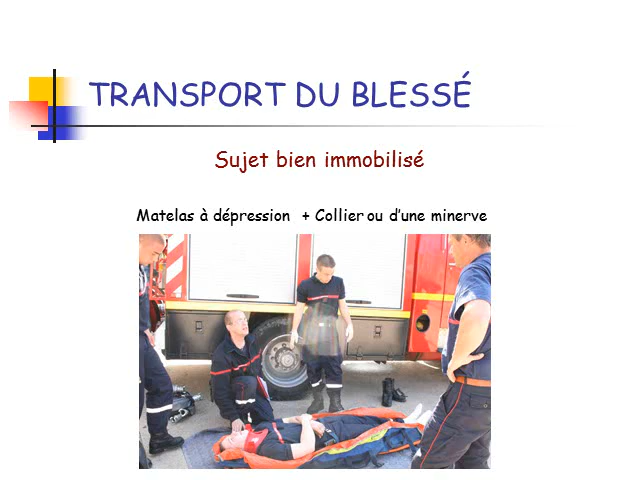 TRANSPORT DU BLESSÉ
Sujet bien immobilisé
Matelas à dépression + Collier ou d’une minerve